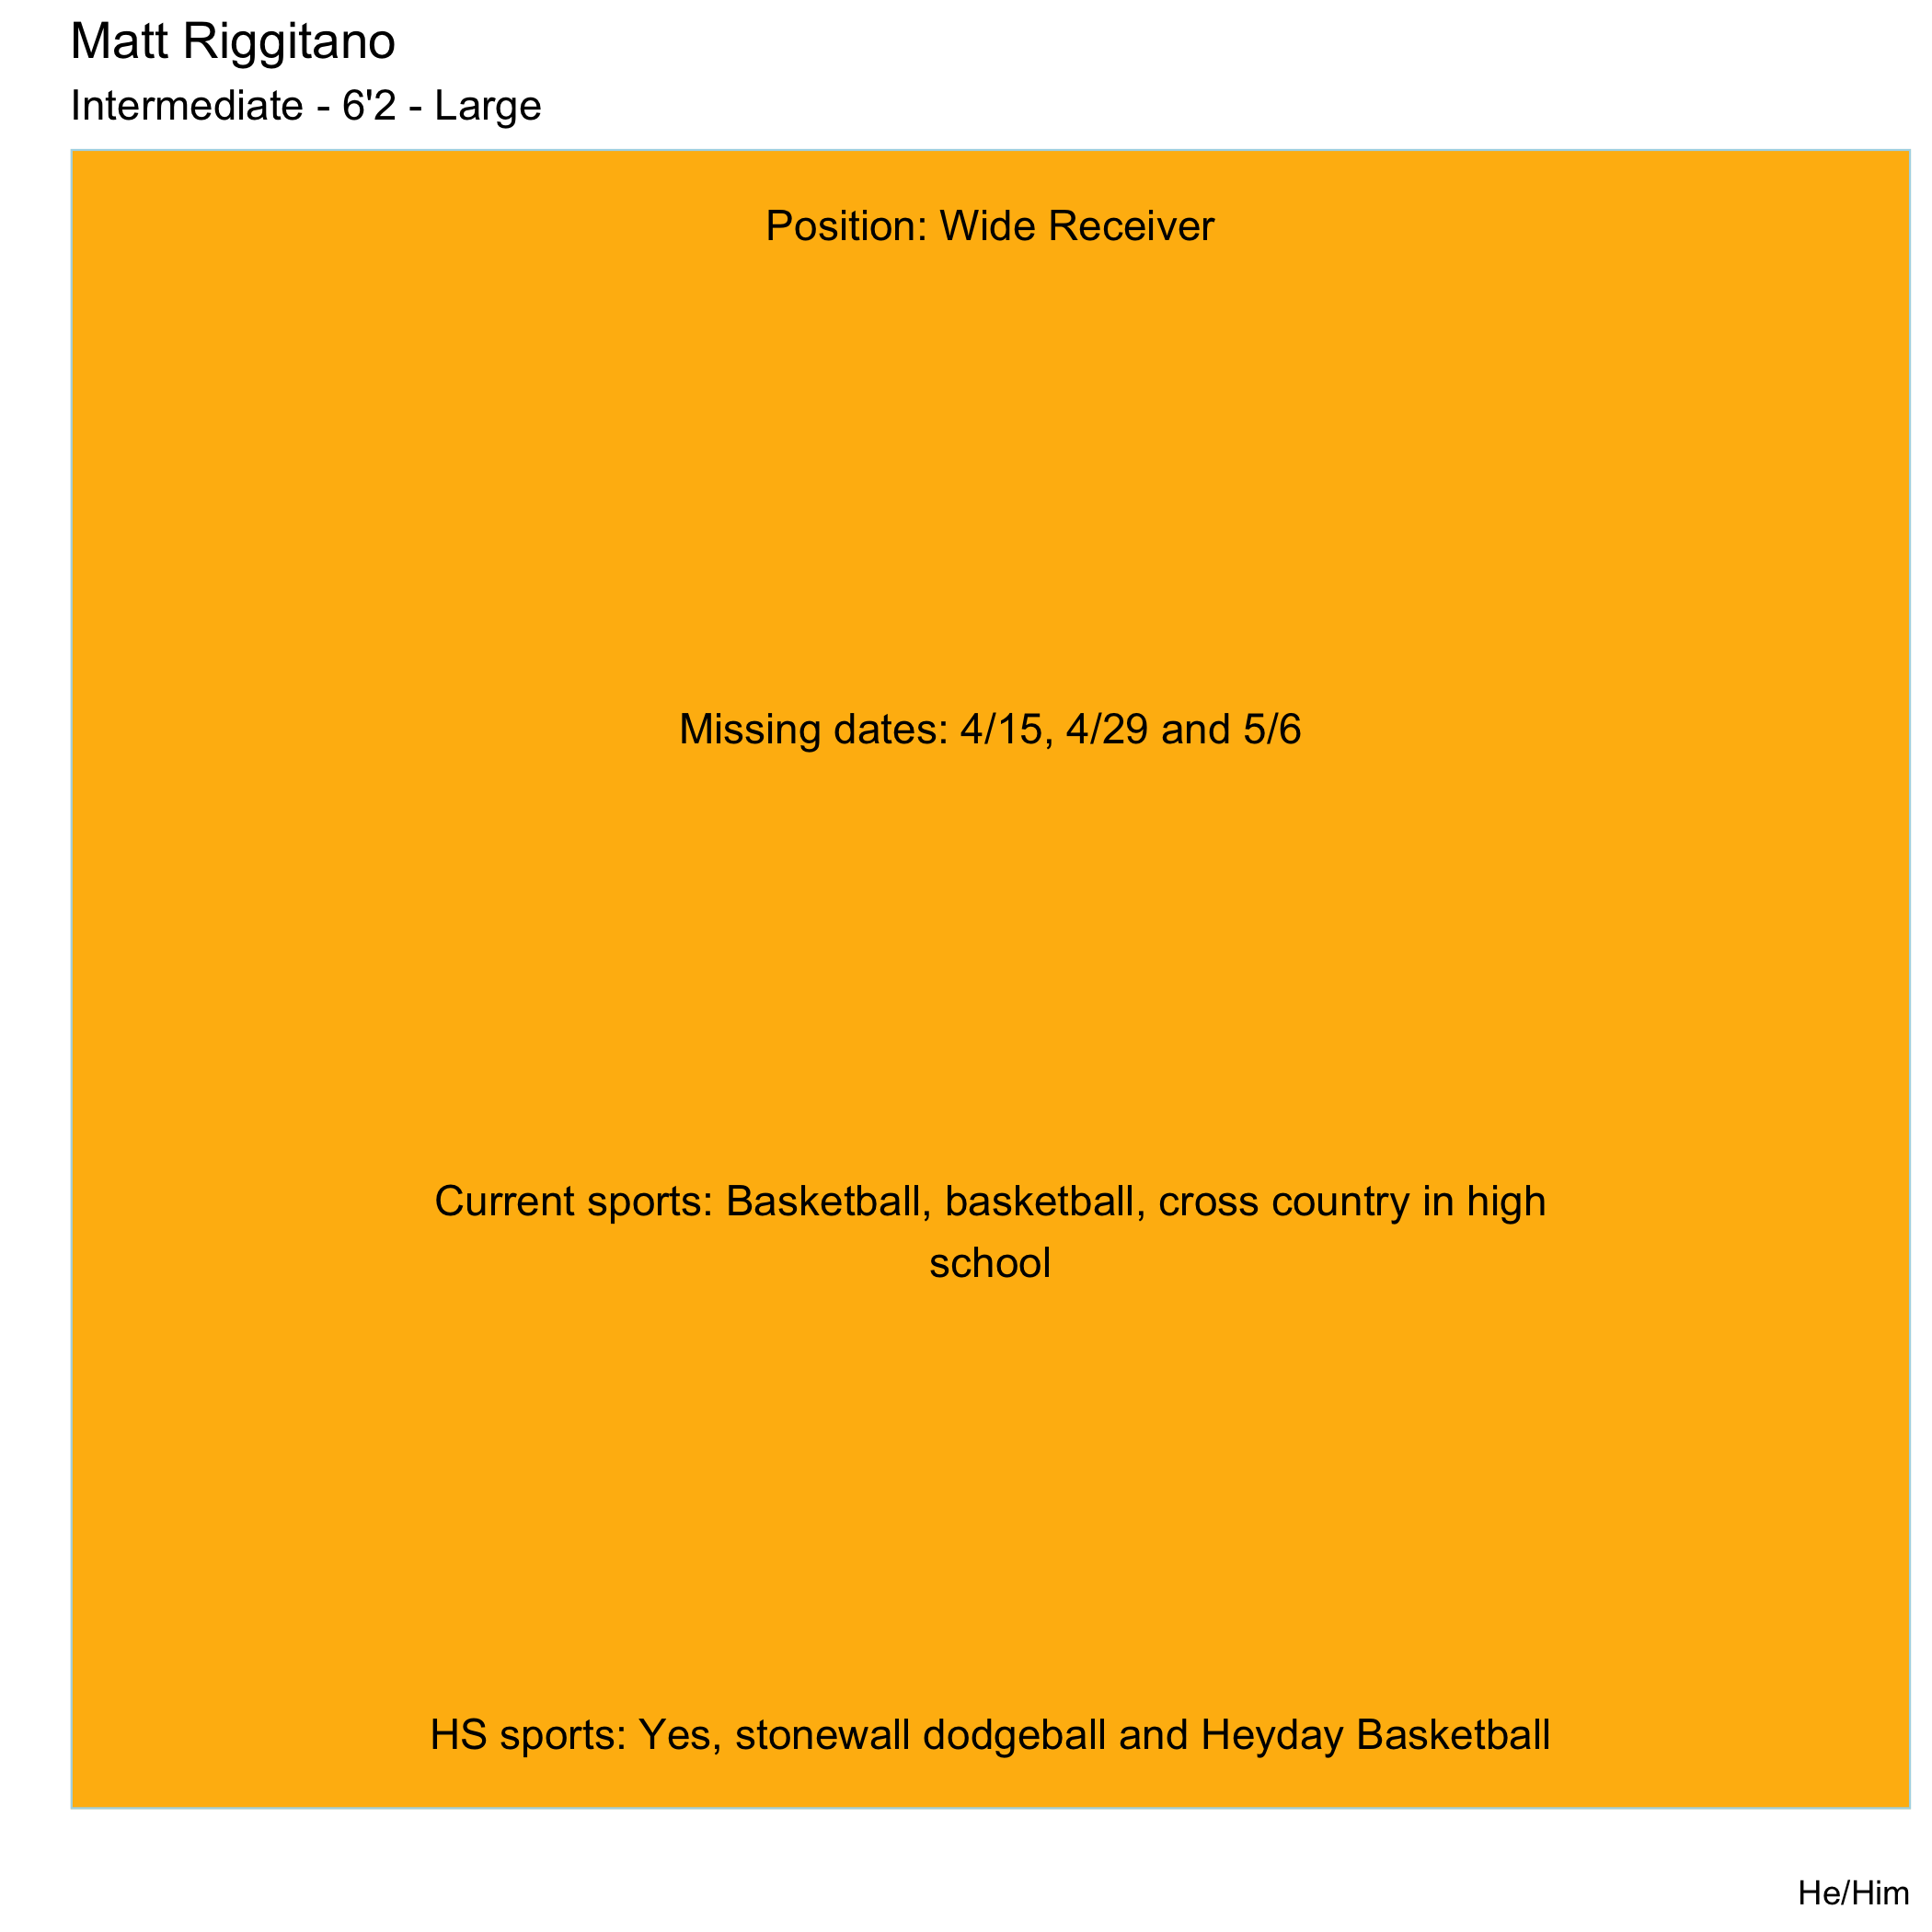 Matt Riggitano
Intermediate - 6'2 - Large
Position: Wide Receiver
Missing dates: 4/15, 4/29 and 5/6
Current sports: Basketball, basketball, cross country in high
school
HS sports: Yes, stonewall dodgeball and Heyday Basketball
He/Him